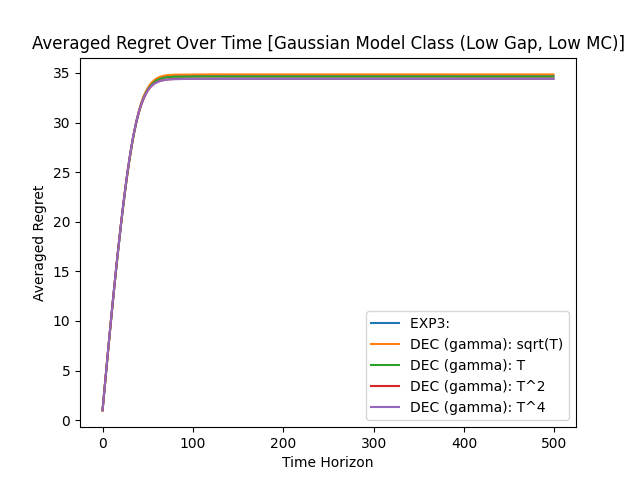 Averaged Regret Over Time [Gaussian Model Class (Low Gap, Low MC)]
Averaged Regret
35
30
25
20
15
10
5
0
EXP3:
DEC (gamma): sqrt(T)
DEC (gamma): T
DEC (gamma): T^2
DEC (gamma): T^4
0 100 200 300 400 500
Time Horizon